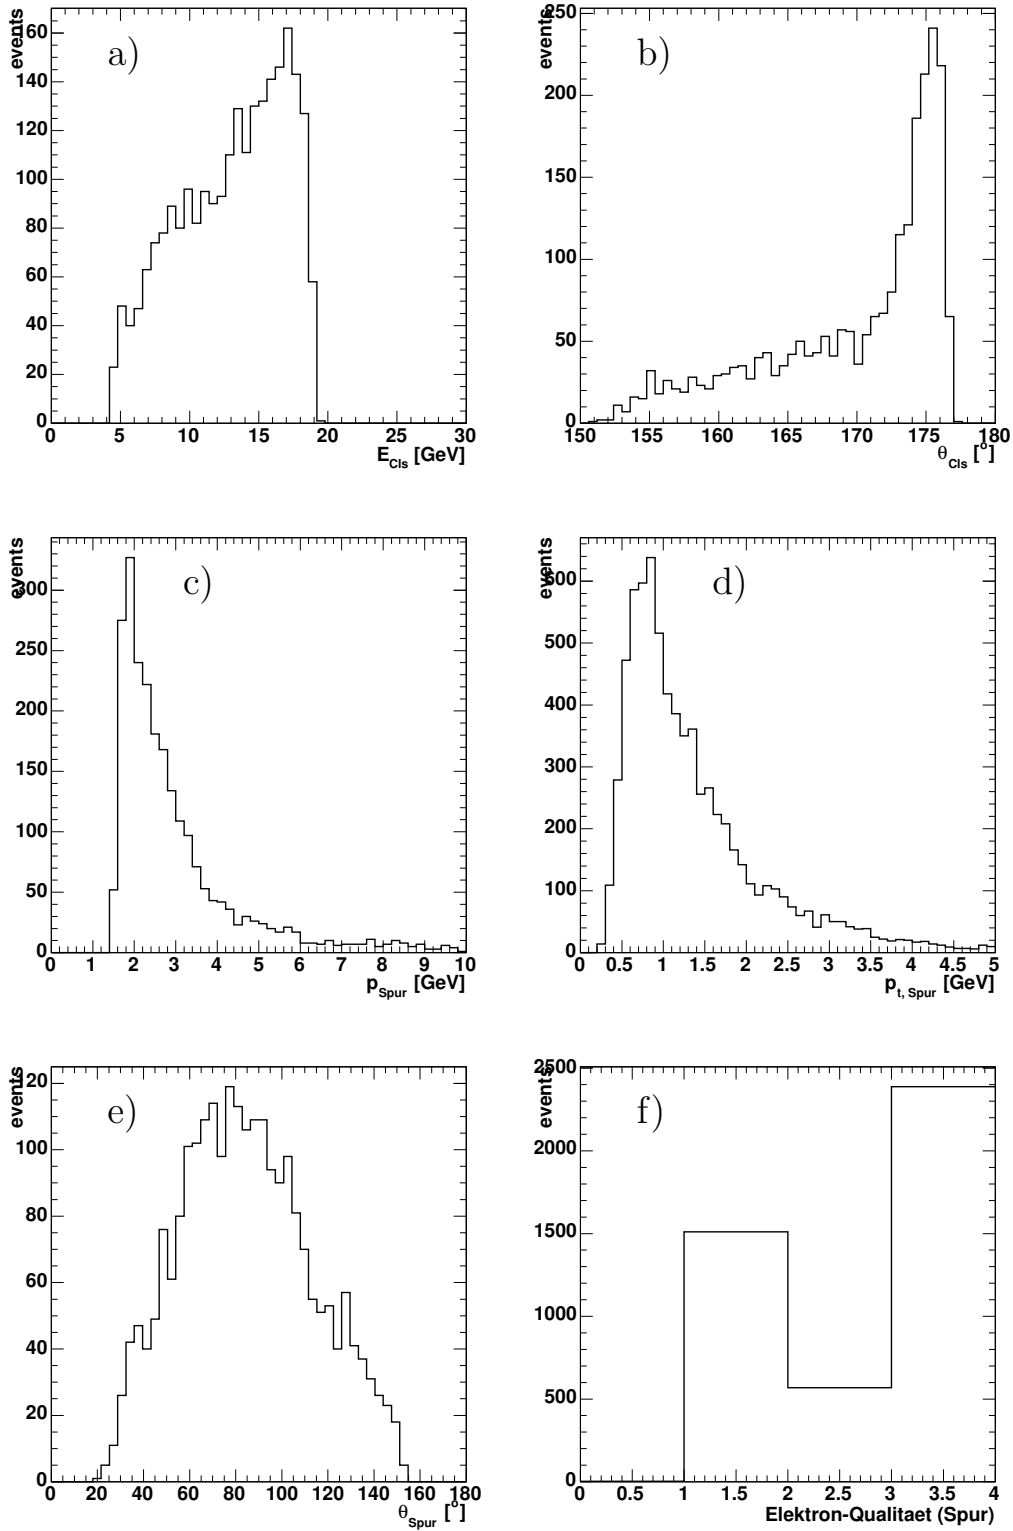 a)
events
160
140
120
100
80
60
40
20
0
0 5 10 15 20 25 30
E_Cls [GeV]
b)
events
250
200
150
100
50
0
150 155 160 165 170 175 180
θ_Cls [°]
c)
events
300
250
200
150
100
50
0
0 1 2 3 4 5 6 7 8 9 10
p_Spur [GeV]
d)
events
600
500
400
300
200
100
0
0 0.5 1 1.5 2 2.5 3 3.5 4 4.5 5
p_t, Spur [GeV]
e)
events
120
100
80
60
40
20
0
0 20 40 60 80 100 120 140 160 180
θ_Spur [°]
f)
events
2500
2000
1500
1000
500
0
0 0.5 1 1.5 2 2.5 3 3.5 4
Elektron-Qualitaet (Spur)